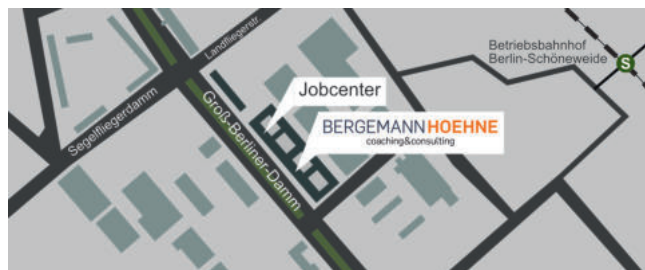 Landfliegerstr.
Betriebsbahnhof
Berlin-Schöneweide
S
Jobcenter
Segelfliegerdamm
Groß-Berliner-Damm
BERGEMANNHOEHNE
coaching&consulting